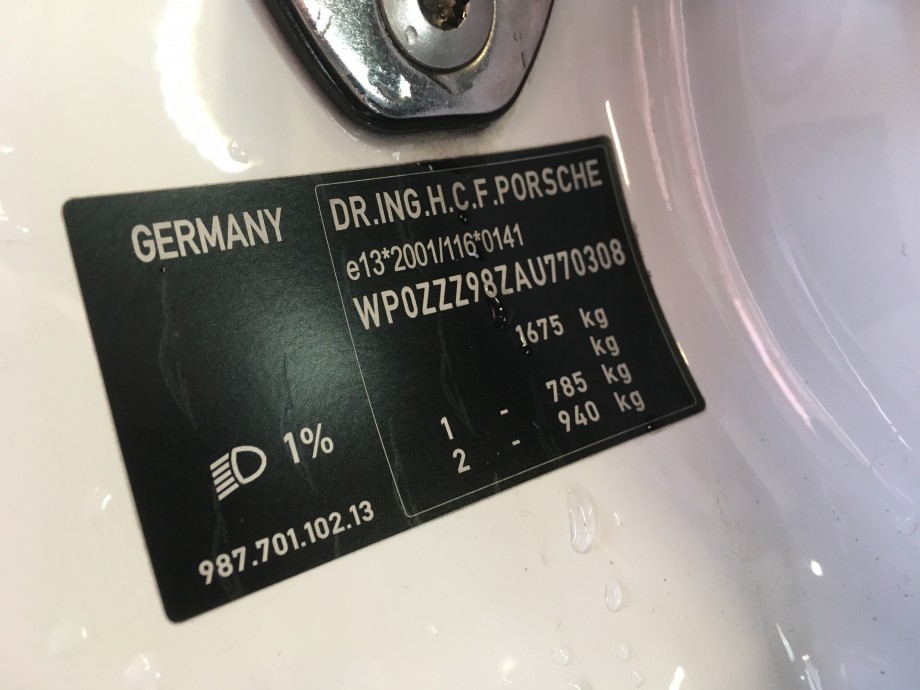 GERMANY
DR.ING.H.C.F.PORSCHE
e13*2001/116*0141
WP0ZZZ98ZAU770308
1675 kg
kg
1 - 785 kg
2 - 940 kg
1%
987.701.102.13